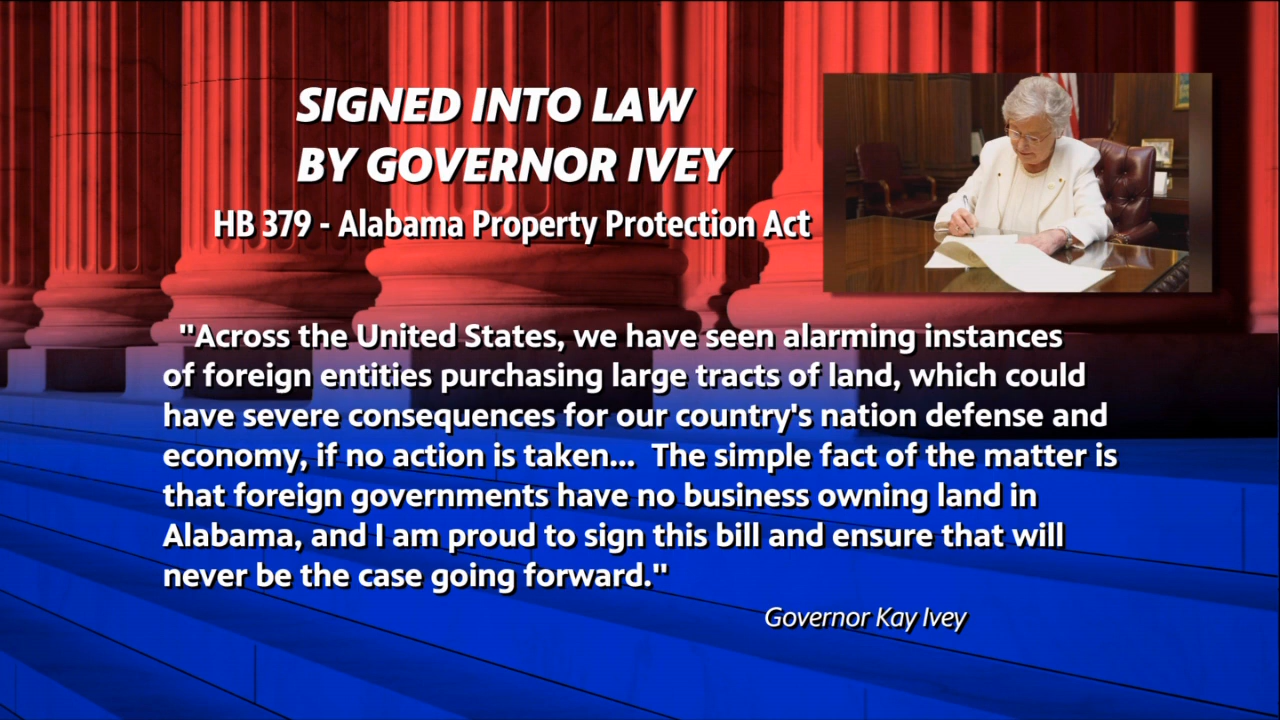 SIGNED INTO LAW
BY GOVERNOR IVEY
HB 379 - Alabama Property Protection Act
"Across the United States, we have seen alarming instances
of foreign entities purchasing large tracts of land, which could
have severe consequences for our country's nation defense and
economy, if no action is taken... The simple fact of the matter is
that foreign governments have no business owning land in
Alabama, and I am proud to sign this bill and ensure that will
never be the case going forward."
Governor Kay Ivey